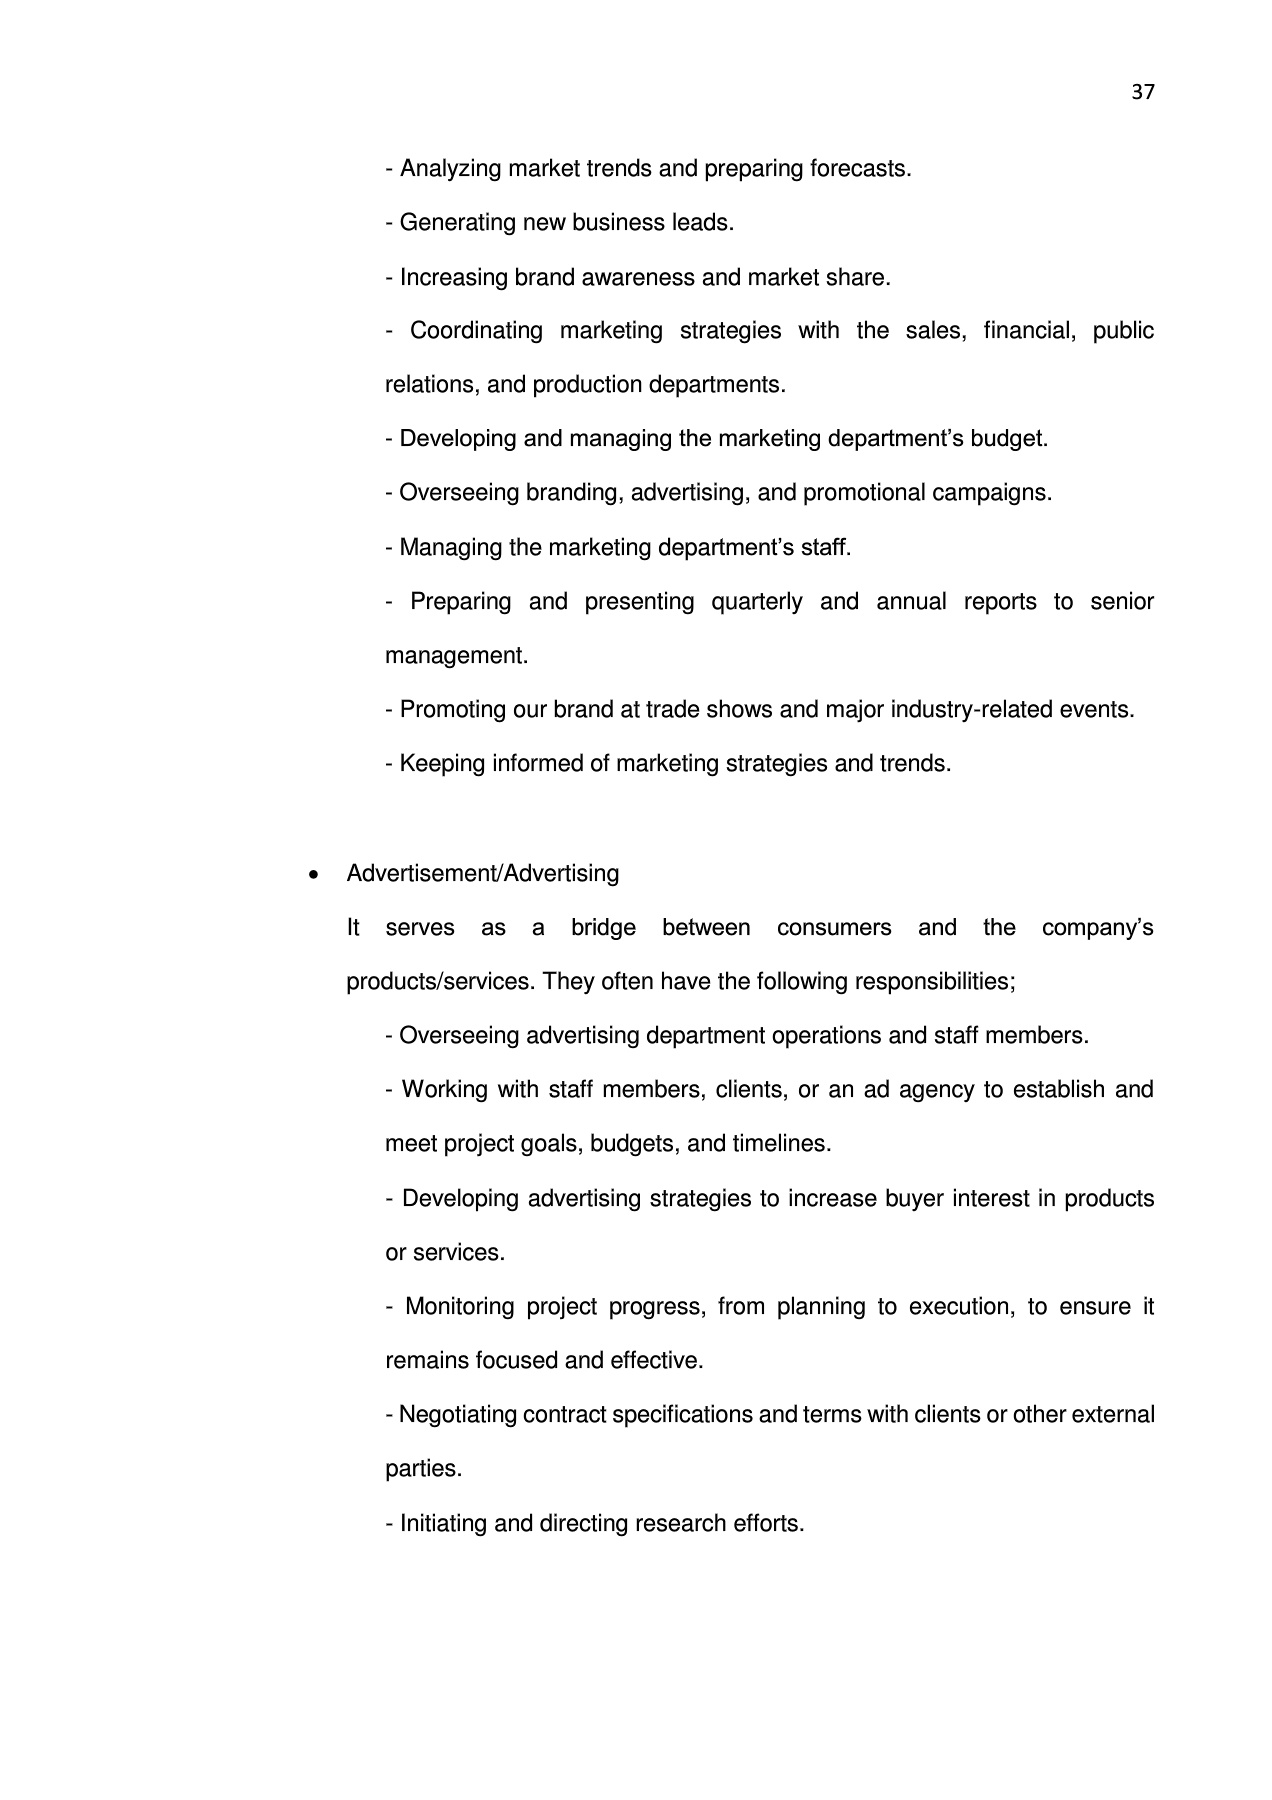 37
- Analyzing market trends and preparing forecasts.
- Generating new business leads.
- Increasing brand awareness and market share.
- Coordinating marketing strategies with the sales, financial, public
relations, and production departments.
- Developing and managing the marketing department’s budget.
- Overseeing branding, advertising, and promotional campaigns.
- Managing the marketing department’s staff.
- Preparing and presenting quarterly and annual reports to senior
management.
- Promoting our brand at trade shows and major industry-related events.
- Keeping informed of marketing strategies and trends.
• Advertisement/Advertising
It serves as a bridge between consumers and the company’s
products/services. They often have the following responsibilities;
- Overseeing advertising department operations and staff members.
- Working with staff members, clients, or an ad agency to establish and
meet project goals, budgets, and timelines.
- Developing advertising strategies to increase buyer interest in products
or services.
- Monitoring project progress, from planning to execution, to ensure it
remains focused and effective.
- Negotiating contract specifications and terms with clients or other external
parties.
- Initiating and directing research efforts.